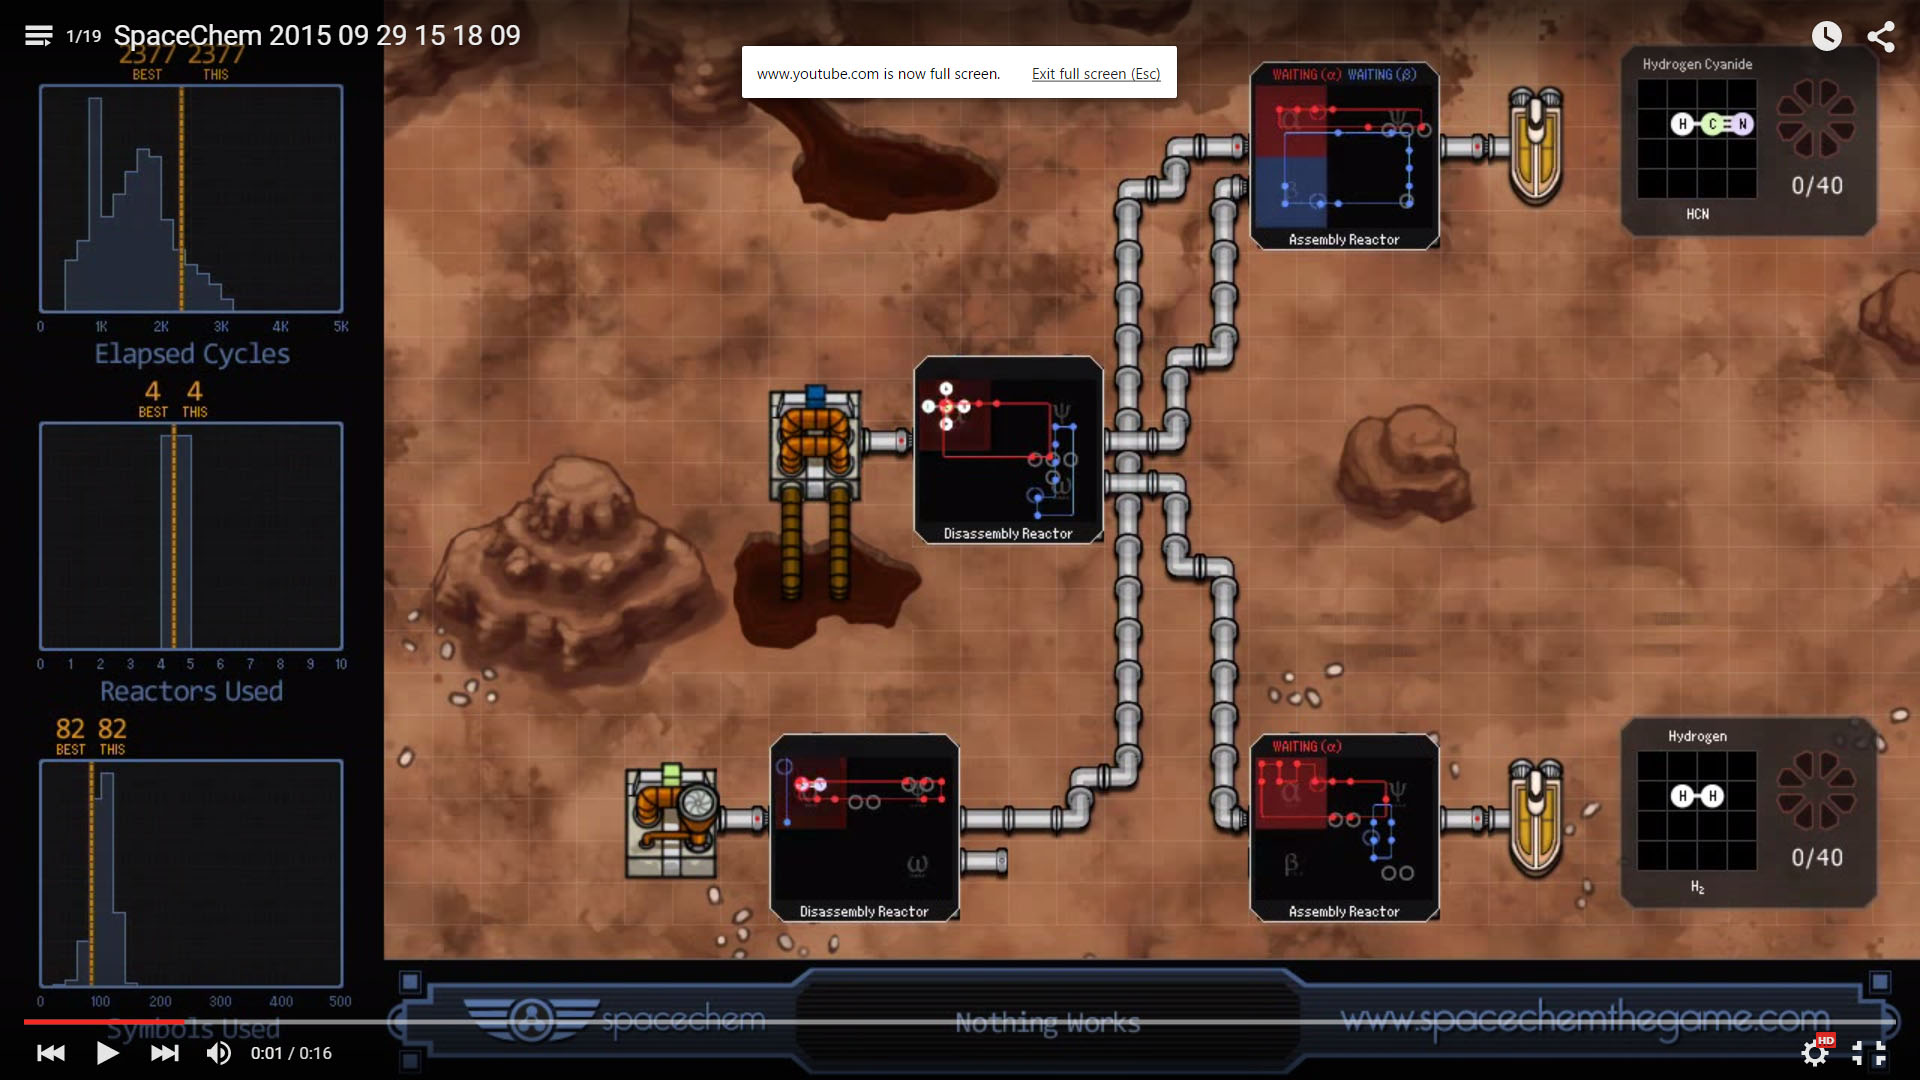 1/19 SpaceChem 2015 09 29 15 18 09
www.youtube.com is now full screen. Exit full screen (Esc)
2377 2377
BEST THIS
0 1K 2K 3K 4K 5K
Elapsed Cycles
4 4
BEST THIS
0 1 2 3 4 5 6 7 8 9 10
Reactors Used
82 82
BEST THIS
0 100 200 300 400 500
Symbols Used
WAITING (α) WAITING (β)
α ψ
β
Assembly Reactor
Hydrogen Cyanide
H C N
0/40
HCN
ψ
ω
Disassembly Reactor
ω
Disassembly Reactor
WAITING (α)
α ψ
β
Assembly Reactor
Hydrogen
H H
0/40
H₂
spacechem
Nothing Works
www.spacechemthegame.com
0:01 / 0:16
HD